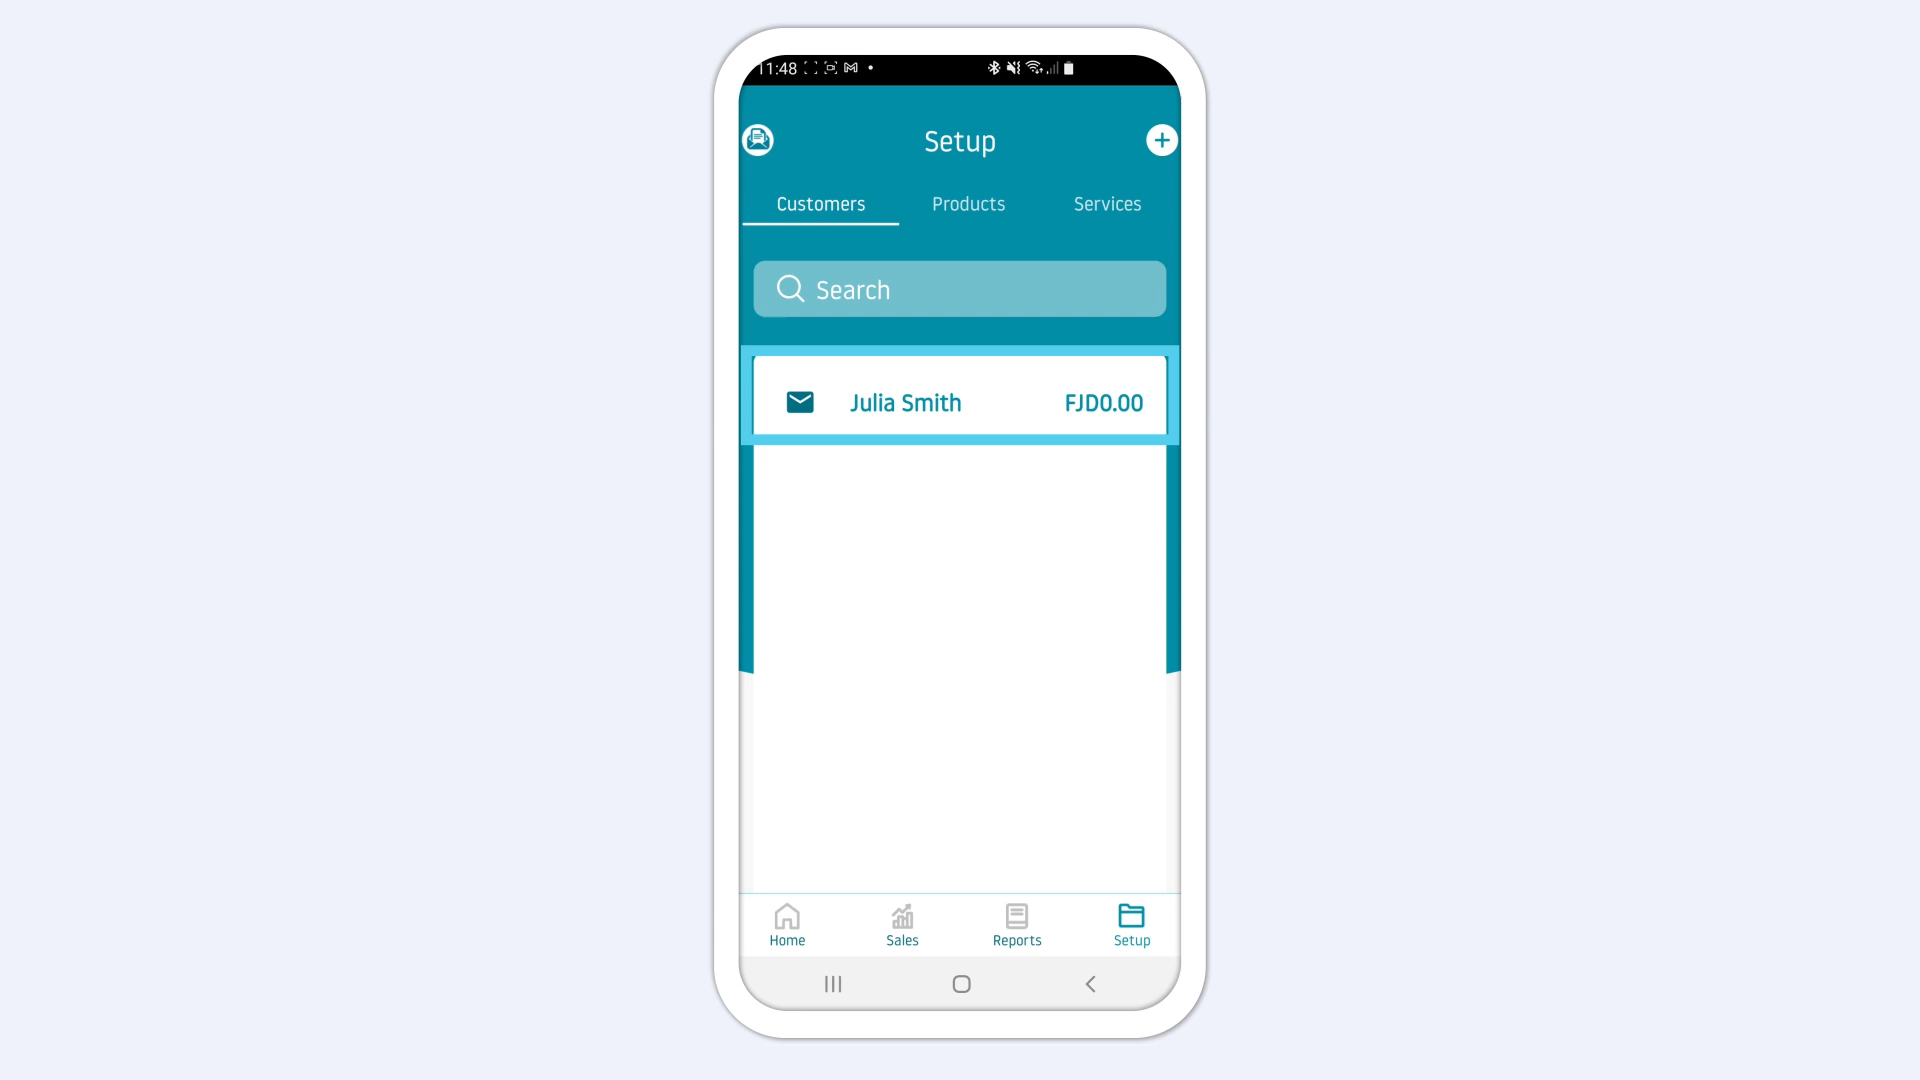 11:48
Setup
Customers Products Services
Search
Julia Smith FJD0.00
Home Sales Reports Setup